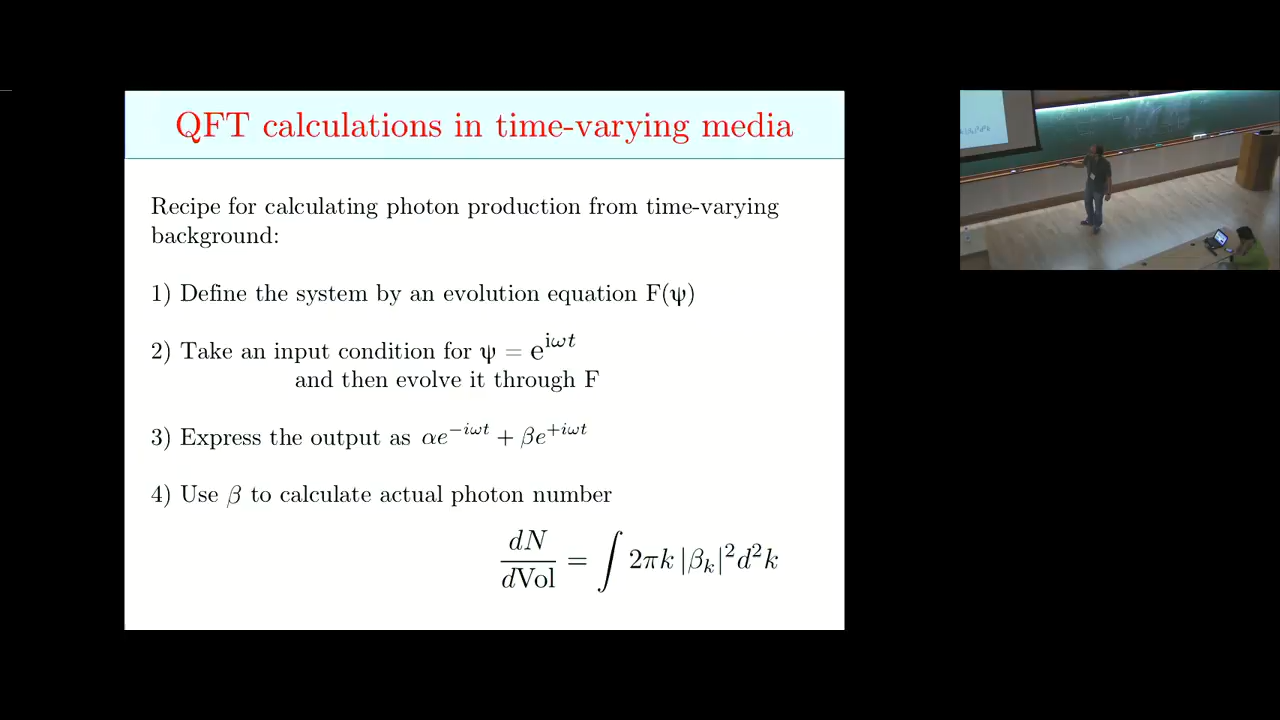 QFT calculations in time-varying media
Recipe for calculating photon production from time-varying
background:
1) Define the system by an evolution equation F(ψ)
2) Take an input condition for ψ = e^{iωt}
and then evolve it through F
3) Express the output as αe^{−iωt} + βe^{+iωt}
4) Use β to calculate actual photon number
dN/dVol = ∫ 2πk |β_k|² d²k